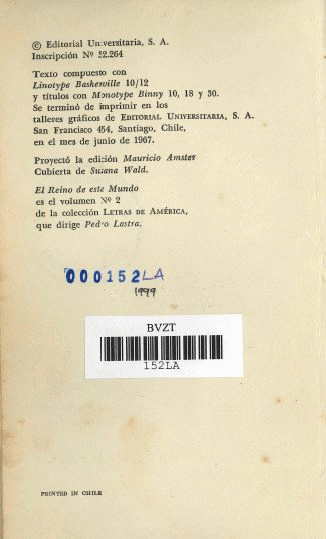 © Editorial Universitaria, S. A.
Inscripción Nº 32.264
Texto compuesto con
Linotype Baskerville 10/12
y títulos con Monotype Binny 10, 18 y 30.
Se terminó de imprimir en los
talleres gráficos de EDITORIAL UNIVERSITARIA, S. A.
San Francisco 454, Santiago, Chile,
en el mes de junio de 1967.
Proyectó la edición Mauricio Amster
Cubierta de Susana Wald.
El Reino de este Mundo
es el volumen Nº 2
de la colección LETRAS DE AMÉRICA,
que dirige Pedro Lastra.
000152LA
1999
BVZT
152LA
PRINTED IN CHILE